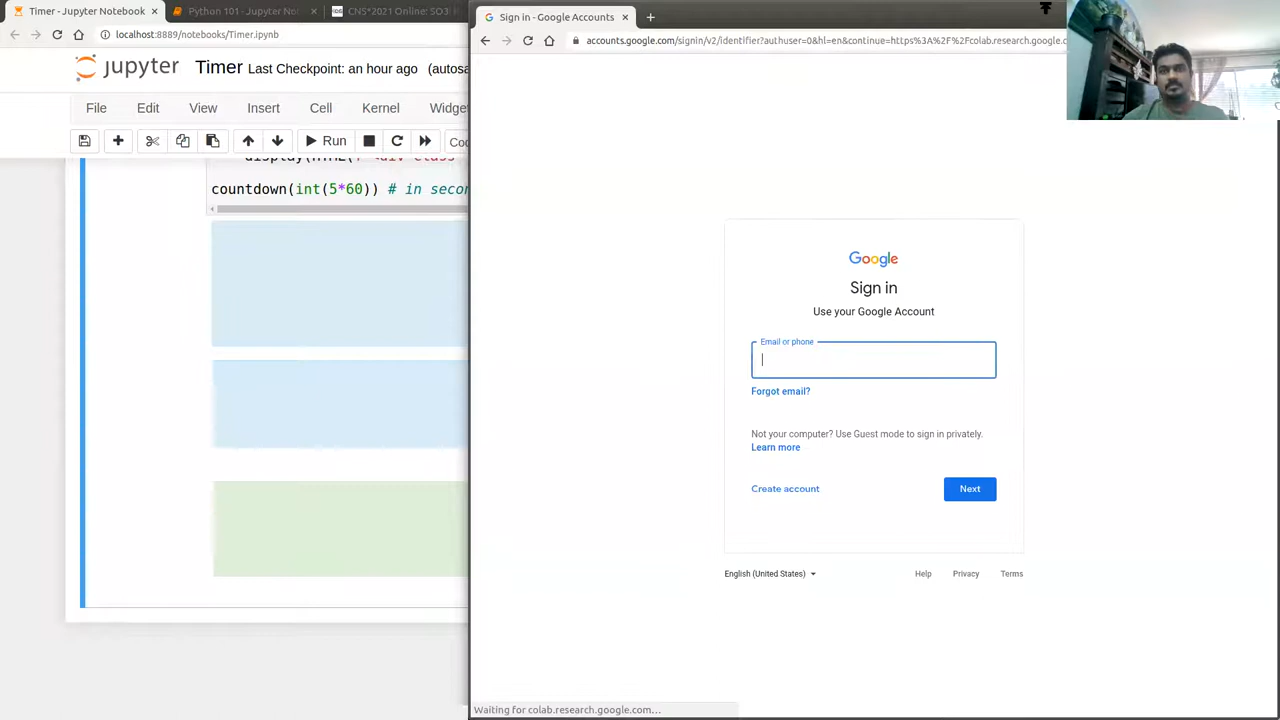 Timer - Jupyter Notebook
Python 101 - Jupyter Note
CNS*2021 Online: SO3
localhost:8889/notebooks/Timer.ipynb
jupyter Timer Last Checkpoint: an hour ago (autosa
File Edit View Insert Cell Kernel Widge
Run
countdown(int(5*60)) # in secon
Sign in - Google Accounts
accounts.google.com/signin/v2/identifier?authuser=0&hl=en&continue=https%3A%2F%2Fcolab.research.google.c
Google
Sign in
Use your Google Account
Email or phone
Forgot email?
Not your computer? Use Guest mode to sign in privately.
Learn more
Create account
Next
English (United States)
Help
Privacy
Terms
Waiting for colab.research.google.com...